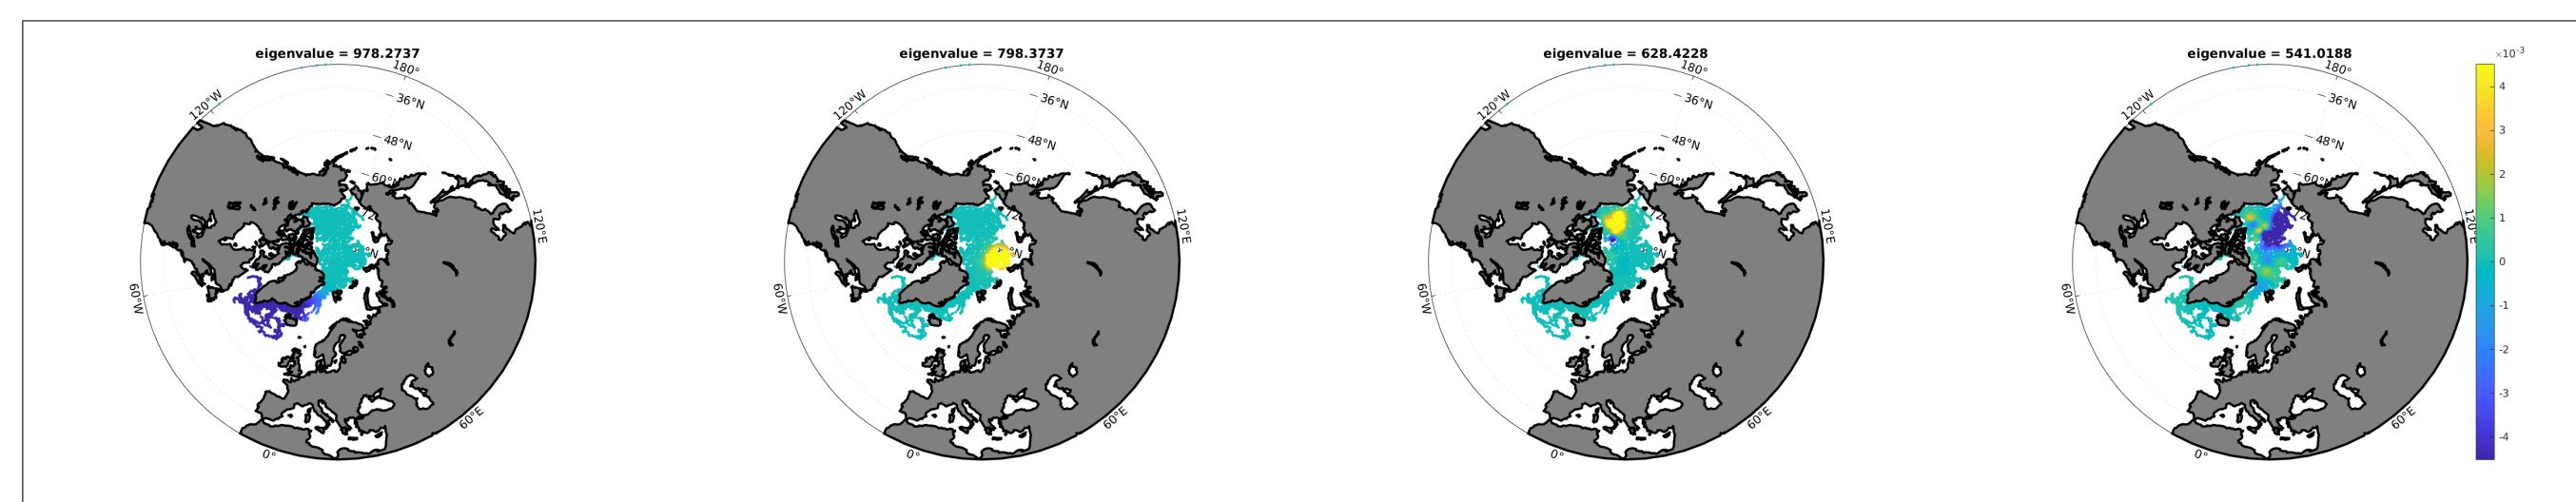 eigenvalue = 978.2737
180°
120°W
36°N
48°N
60°N
120°E
60°W
60°E
0°
eigenvalue = 798.3737
180°
120°W
36°N
48°N
60°N
120°E
60°W
60°E
0°
eigenvalue = 628.4228
180°
120°W
36°N
48°N
60°N
120°E
60°W
60°E
0°
eigenvalue = 541.0188
180°
120°W
36°N
48°N
60°N
120°E
60°W
60°E
0°
×10⁻³
4
3
2
1
0
-1
-2
-3
-4